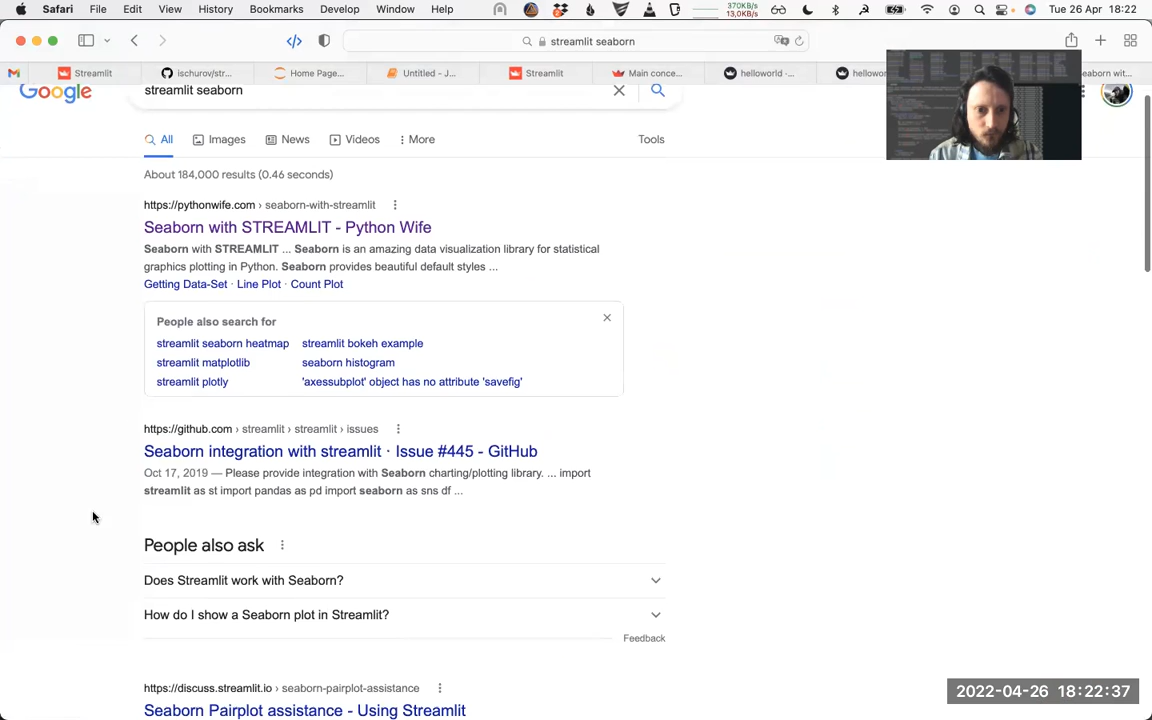 Safari File Edit View History Bookmarks Develop Window Help 370KB/s 13,0KB/s Tue 26 Apr 18:22
streamlit seaborn
Streamlit ischurov/str... Home Page... Untitled - J... Streamlit Main conce... helloworld -... hellowor aborn wit...
Google streamlit seaborn
All Images News Videos More Tools
About 184,000 results (0.46 seconds)
https://pythonwife.com › seaborn-with-streamlit
Seaborn with STREAMLIT - Python Wife
Seaborn with STREAMLIT ... Seaborn is an amazing data visualization library for statistical
graphics plotting in Python. Seaborn provides beautiful default styles ...
Getting Data-Set · Line Plot · Count Plot
People also search for
streamlit seaborn heatmap streamlit bokeh example
streamlit matplotlib seaborn histogram
streamlit plotly 'axessubplot' object has no attribute 'savefig'
https://github.com › streamlit › streamlit › issues
Seaborn integration with streamlit · Issue #445 - GitHub
Oct 17, 2019 — Please provide integration with Seaborn charting/plotting library. ... import
streamlit as st import pandas as pd import seaborn as sns df ...
People also ask
Does Streamlit work with Seaborn?
How do I show a Seaborn plot in Streamlit?
Feedback
https://discuss.streamlit.io › seaborn-pairplot-assistance
Seaborn Pairplot assistance - Using Streamlit
2022-04-26 18:22:37